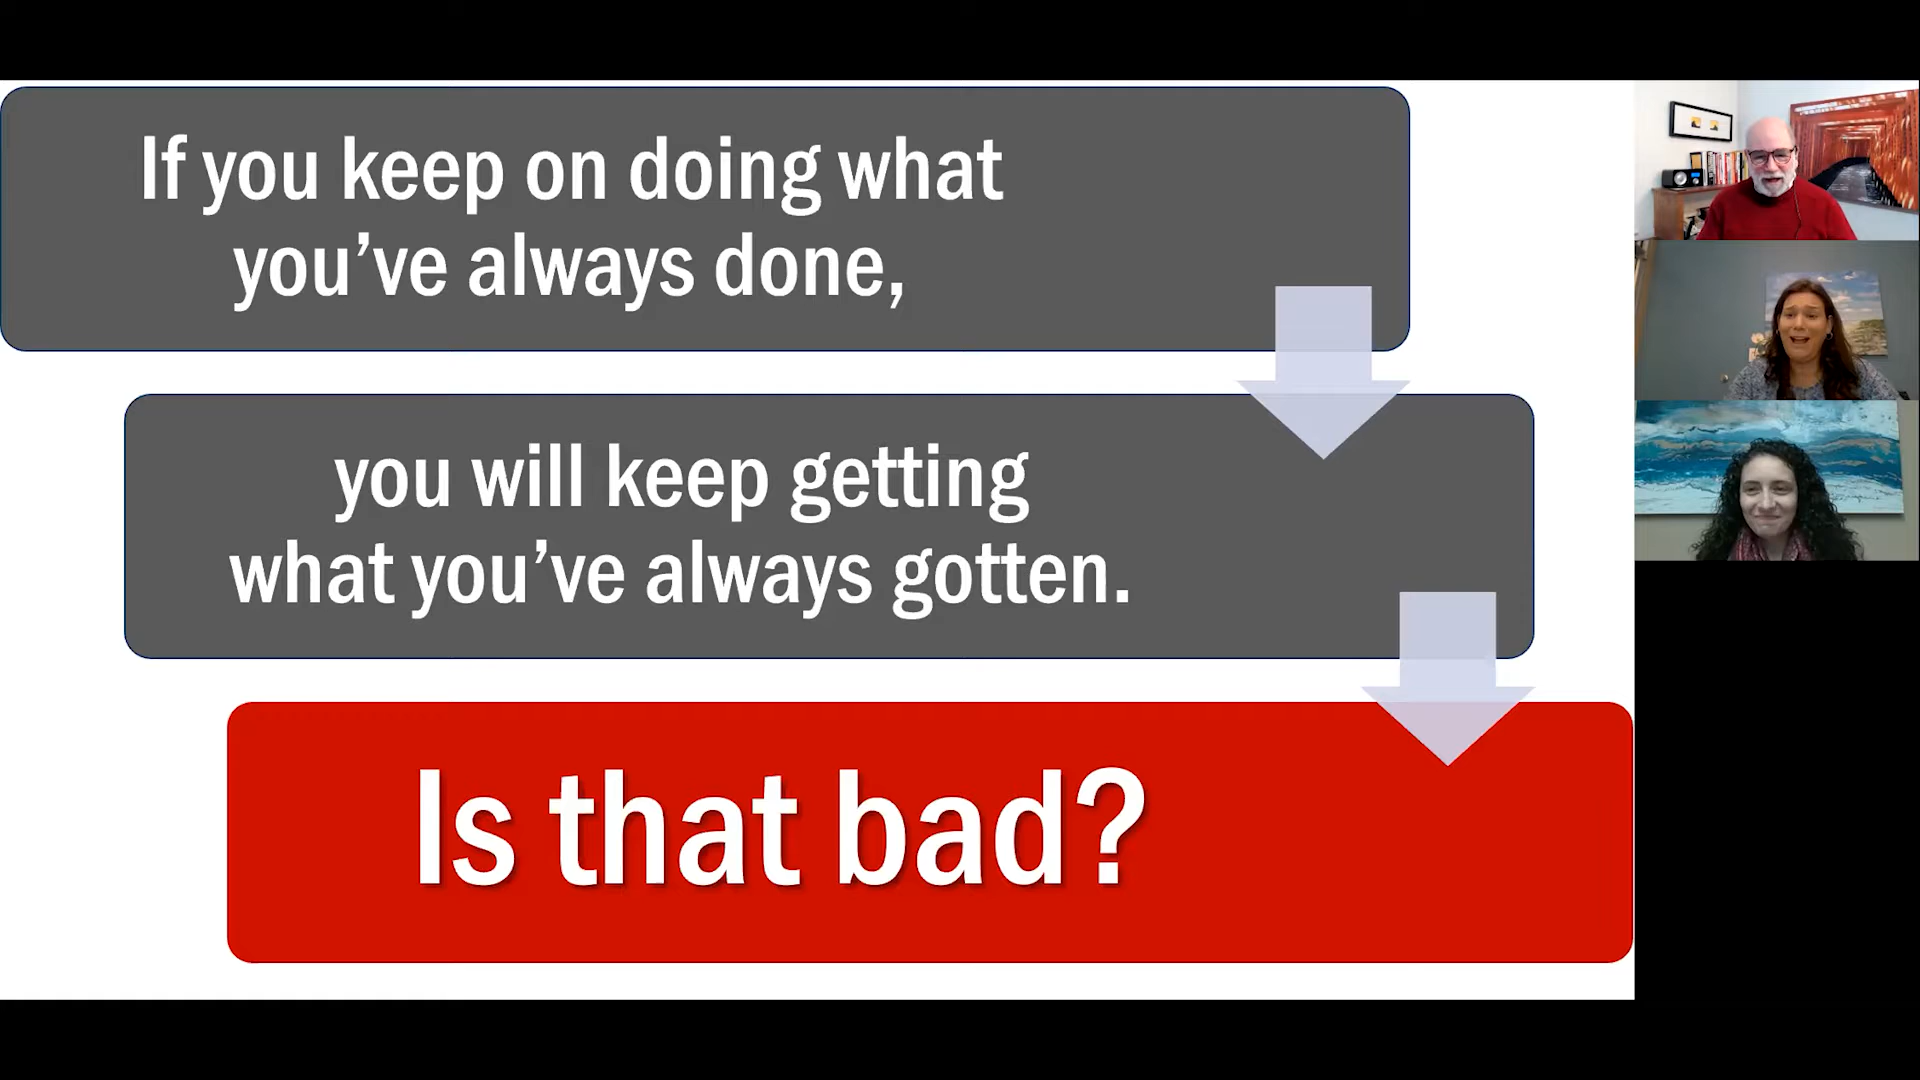 If you keep on doing what
you’ve always done,
you will keep getting
what you’ve always gotten.
Is that bad?